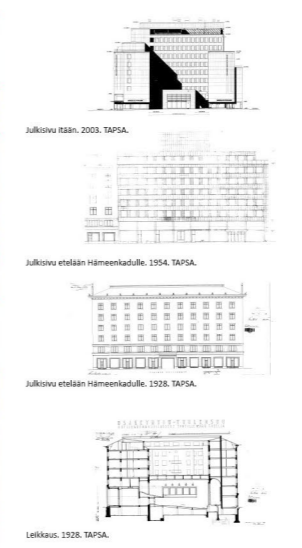 Julkisivu itään. 2003. TAPSA.
Julkisivu etelään Hämeenkadulle. 1954. TAPSA.
Julkisivu etelään Hämeenkadulle. 1928. TAPSA.
Leikkaus. 1928. TAPSA.